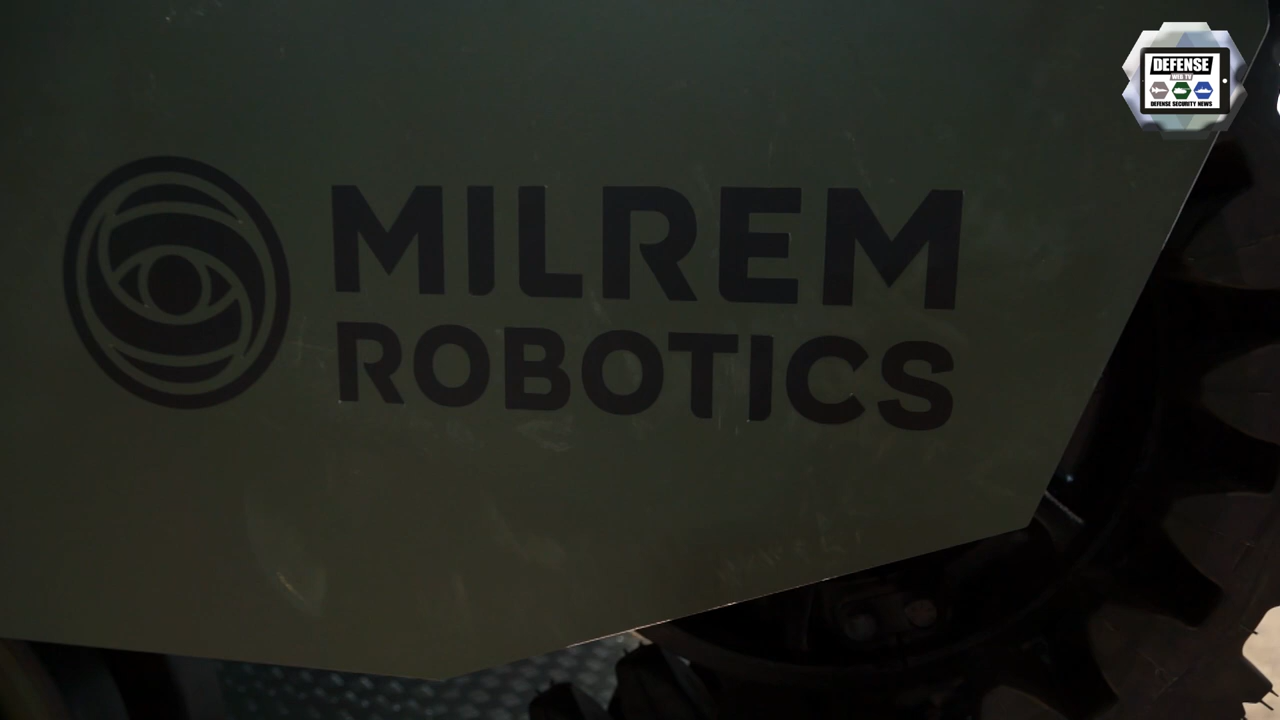 MILREM
ROBOTICS
DEFENSE
WEB TV
DEFENSE SECURITY NEWS